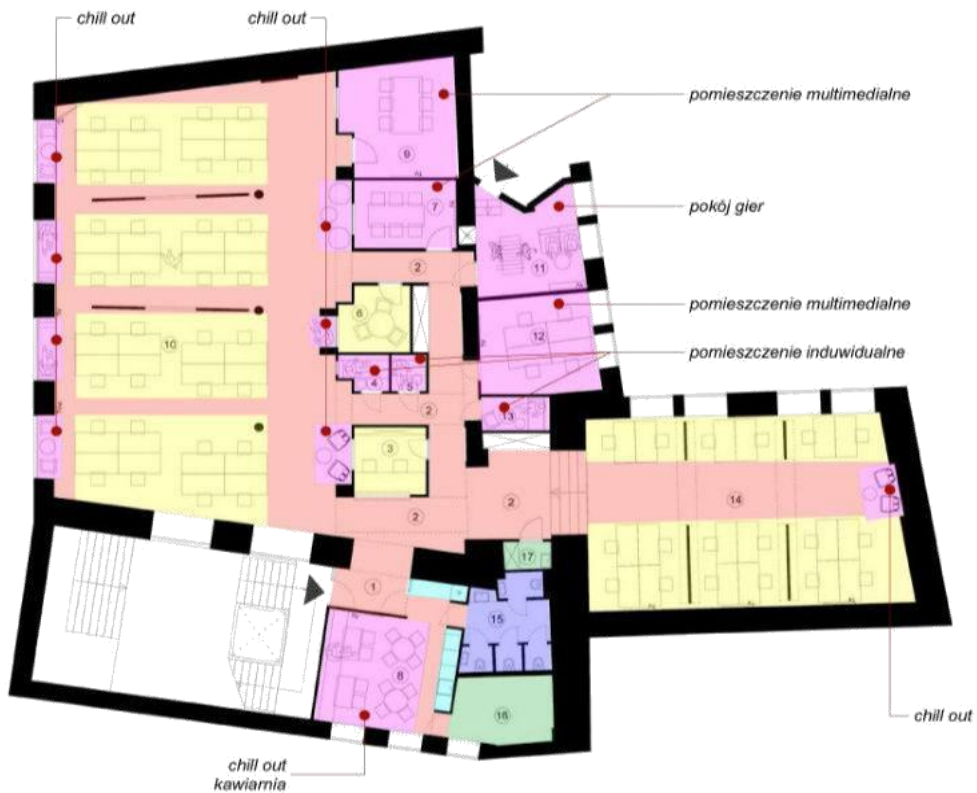 chill out
chill out
pomieszczenie multimedialne
9
7
pokój gier
2
11
6
pomieszczenie multimedialne
12
10
pomieszczenie induwidualne
4
5
2
13
3
14
2
2
17
1
15
8
16
chill out
chill out
kawiarnia